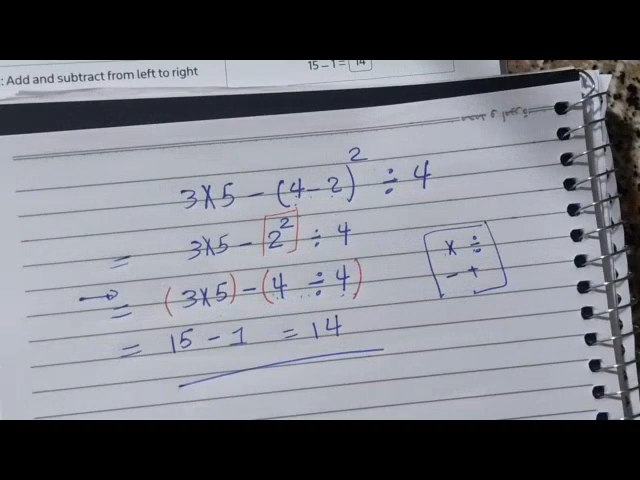 : Add and subtract from left to right
15 – 1 = 14
3×5 – (4–2)² ÷ 4
= 3×5 – 2² ÷ 4
= (3×5) – (4 ÷ 4)
= 15 – 1 = 14
× ÷
– +